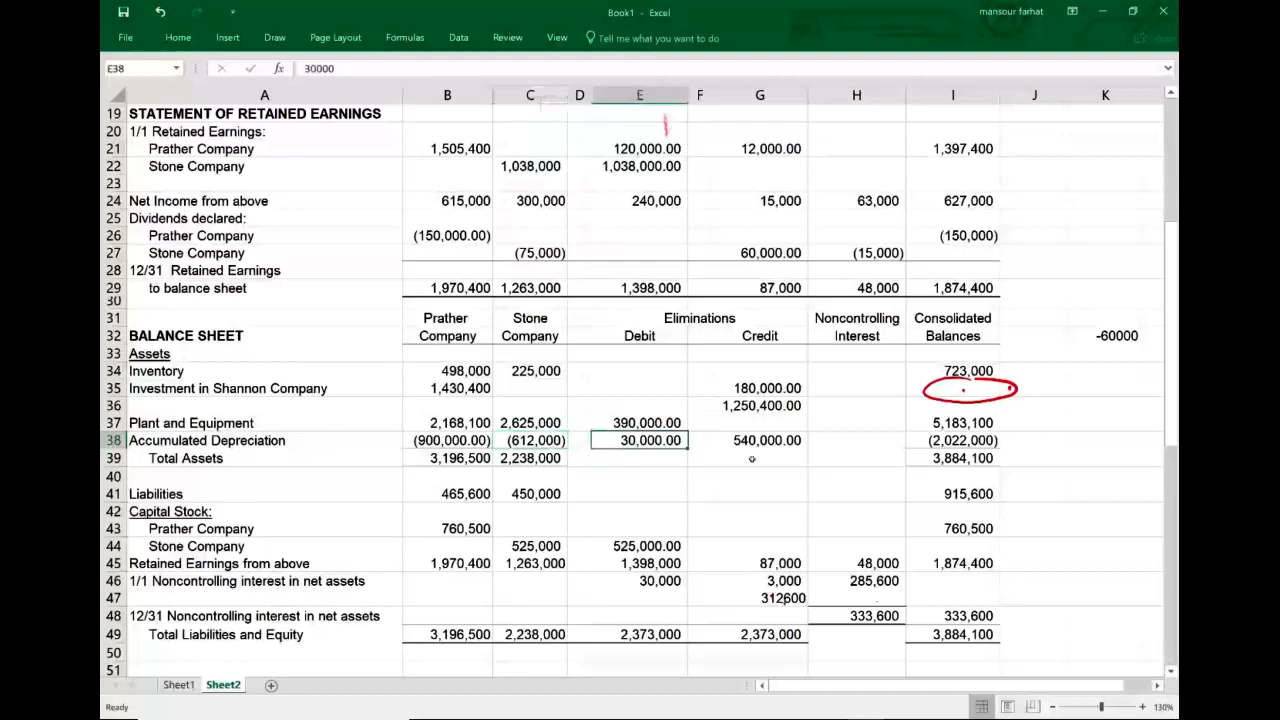 Book1 - Excel
mansour farhat
File Home Insert Draw Page Layout Formulas Data Review View Tell me what you want to do
E38 fx 30000
A B C D E F G H I J K
19 STATEMENT OF RETAINED EARNINGS
20 1/1 Retained Earnings:
21 Prather Company 1,505,400 120,000.00 12,000.00 1,397,400
22 Stone Company 1,038,000 1,038,000.00
23
24 Net Income from above 615,000 300,000 240,000 15,000 63,000 627,000
25 Dividends declared:
26 Prather Company (150,000.00) (150,000)
27 Stone Company (75,000) 60,000.00 (15,000)
28 12/31 Retained Earnings
29 to balance sheet 1,970,400 1,263,000 1,398,000 87,000 48,000 1,874,400
30
31 Prather Stone Eliminations Noncontrolling Consolidated
32 BALANCE SHEET Company Company Debit Credit Interest Balances -60000
33 Assets
34 Inventory 498,000 225,000 723,000
35 Investment in Shannon Company 1,430,400 180,000.00
36 1,250,400.00
37 Plant and Equipment 2,168,100 2,625,000 390,000.00 5,183,100
38 Accumulated Depreciation (900,000.00) (612,000) 30,000.00 540,000.00 (2,022,000)
39 Total Assets 3,196,500 2,238,000 3,884,100
40
41 Liabilities 465,600 450,000 915,600
42 Capital Stock:
43 Prather Company 760,500 760,500
44 Stone Company 525,000 525,000.00
45 Retained Earnings from above 1,970,400 1,263,000 1,398,000 87,000 48,000 1,874,400
46 1/1 Noncontrolling interest in net assets 30,000 3,000 285,600
47 312600
48 12/31 Noncontrolling interest in net assets 333,600 333,600
49 Total Liabilities and Equity 3,196,500 2,238,000 2,373,000 2,373,000 3,884,100
50
51
Sheet1 Sheet2
Ready 130%